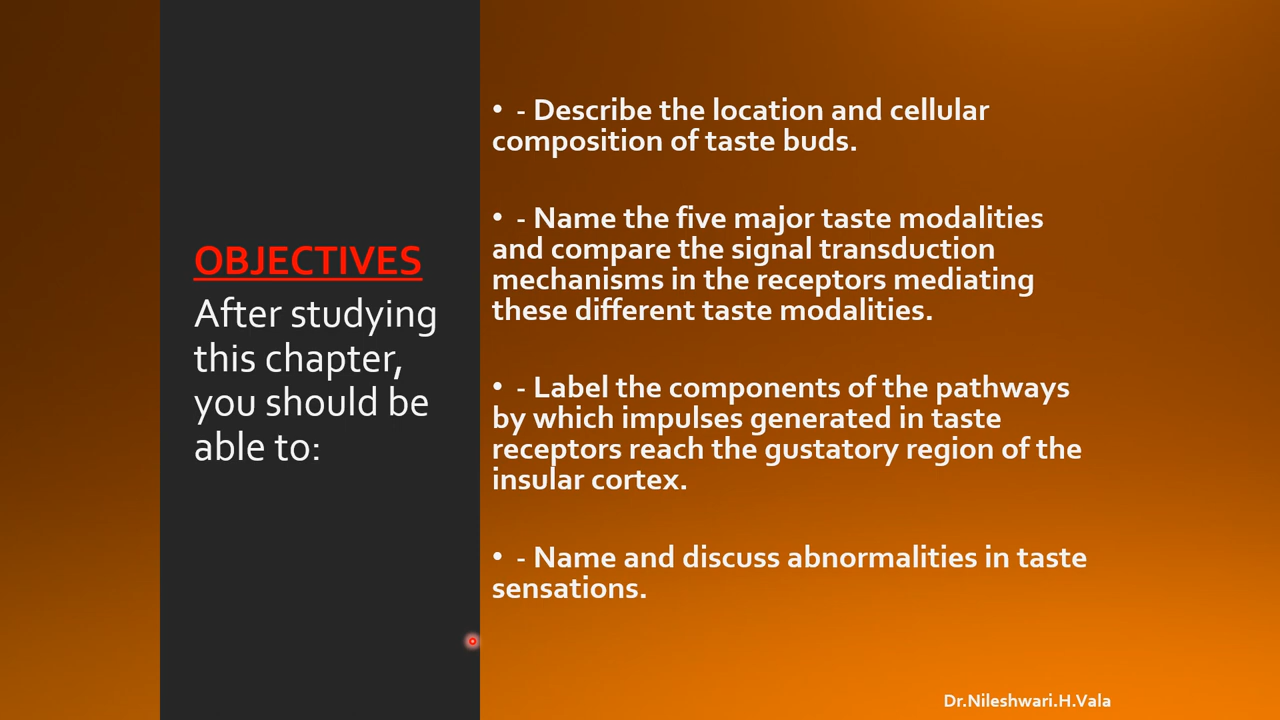 OBJECTIVES
After studying
this chapter,
you should be
able to:
• - Describe the location and cellular
composition of taste buds.
• - Name the five major taste modalities
and compare the signal transduction
mechanisms in the receptors mediating
these different taste modalities.
• - Label the components of the pathways
by which impulses generated in taste
receptors reach the gustatory region of the
insular cortex.
• - Name and discuss abnormalities in taste
sensations.
Dr.Nileshwari.H.Vala